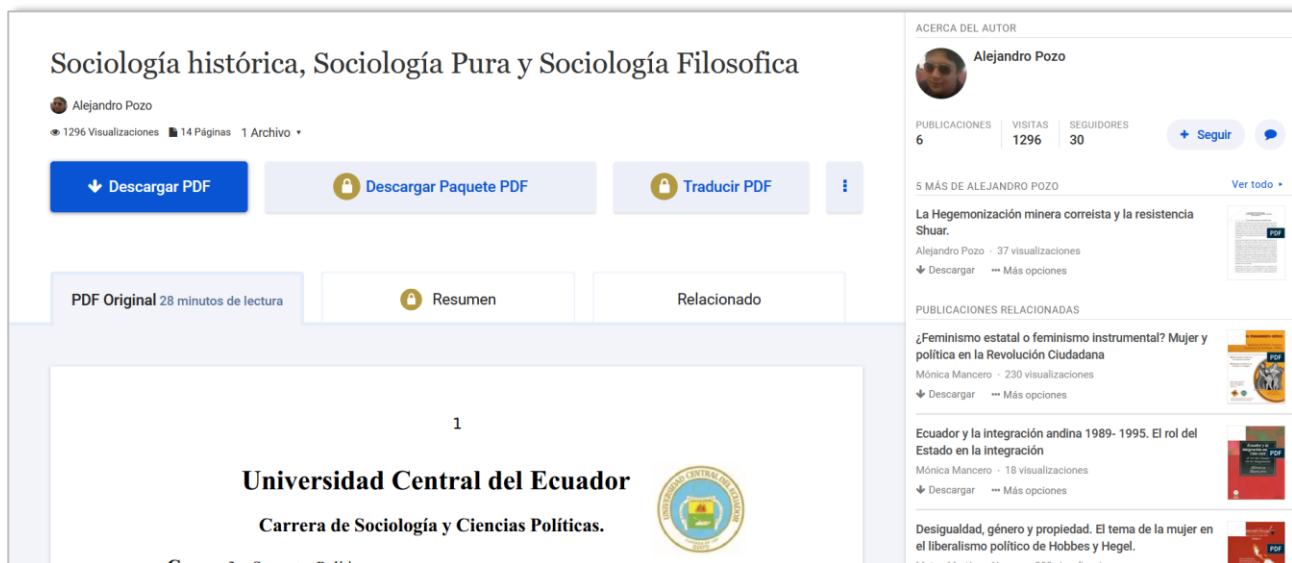 Sociología histórica, Sociología Pura y Sociología Filosofica
Alejandro Pozo
1296 Visualizaciones 14 Páginas 1 Archivo
Descargar PDF
Descargar Paquete PDF
Traducir PDF
PDF Original 28 minutos de lectura
Resumen
Relacionado
1
Universidad Central del Ecuador
Carrera de Sociología y Ciencias Políticas.
ACERCA DEL AUTOR
Alejandro Pozo
PUBLICACIONES VISITAS SEGUIDORES
6 1296 30
+ Seguir
5 MÁS DE ALEJANDRO POZO Ver todo
La Hegemonización minera correista y la resistencia
Shuar.
Alejandro Pozo · 37 visualizaciones
Descargar ••• Más opciones
PDF
PUBLICACIONES RELACIONADAS
¿Feminismo estatal o feminismo instrumental? Mujer y
política en la Revolución Ciudadana
Mónica Mancero · 230 visualizaciones
Descargar ••• Más opciones
PDF
Ecuador y la integración andina 1989- 1995. El rol del
Estado en la integración
Mónica Mancero · 18 visualizaciones
Descargar ••• Más opciones
PDF
Desigualdad, género y propiedad. El tema de la mujer en
el liberalismo político de Hobbes y Hegel.
PDF